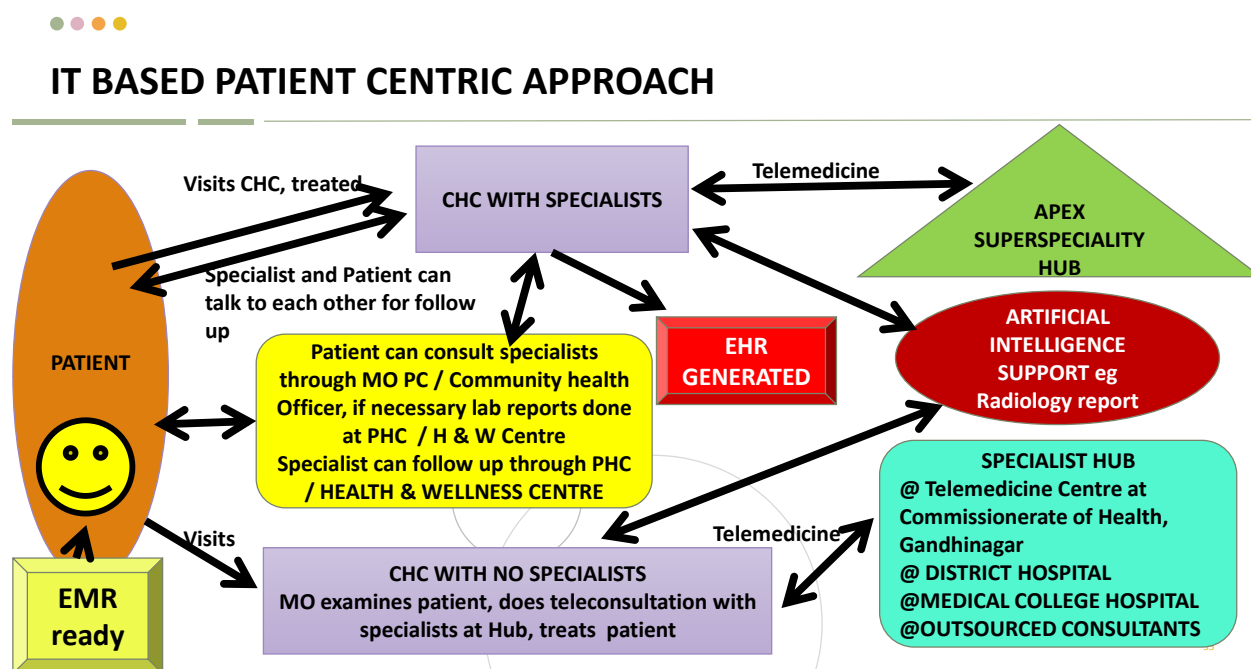 IT BASED PATIENT CENTRIC APPROACH
Visits CHC, treated
CHC WITH SPECIALISTS
Telemedicine
APEX
SUPERSPECIALITY
HUB
Specialist and Patient can
talk to each other for follow
up
PATIENT
Patient can consult specialists
through MO PC / Community health
Officer, if necessary lab reports done
at PHC / H & W Centre
Specialist can follow up through PHC
/ HEALTH & WELLNESS CENTRE
EHR
GENERATED
ARTIFICIAL
INTELLIGENCE
SUPPORT eg
Radiology report
SPECIALIST HUB
@ Telemedicine Centre at
Commissionerate of Health,
Gandhinagar
@ DISTRICT HOSPITAL
@MEDICAL COLLEGE HOSPITAL
@OUTSOURCED CONSULTANTS
Visits
Telemedicine
CHC WITH NO SPECIALISTS
MO examines patient, does teleconsultation with
specialists at Hub, treats patient
EMR
ready